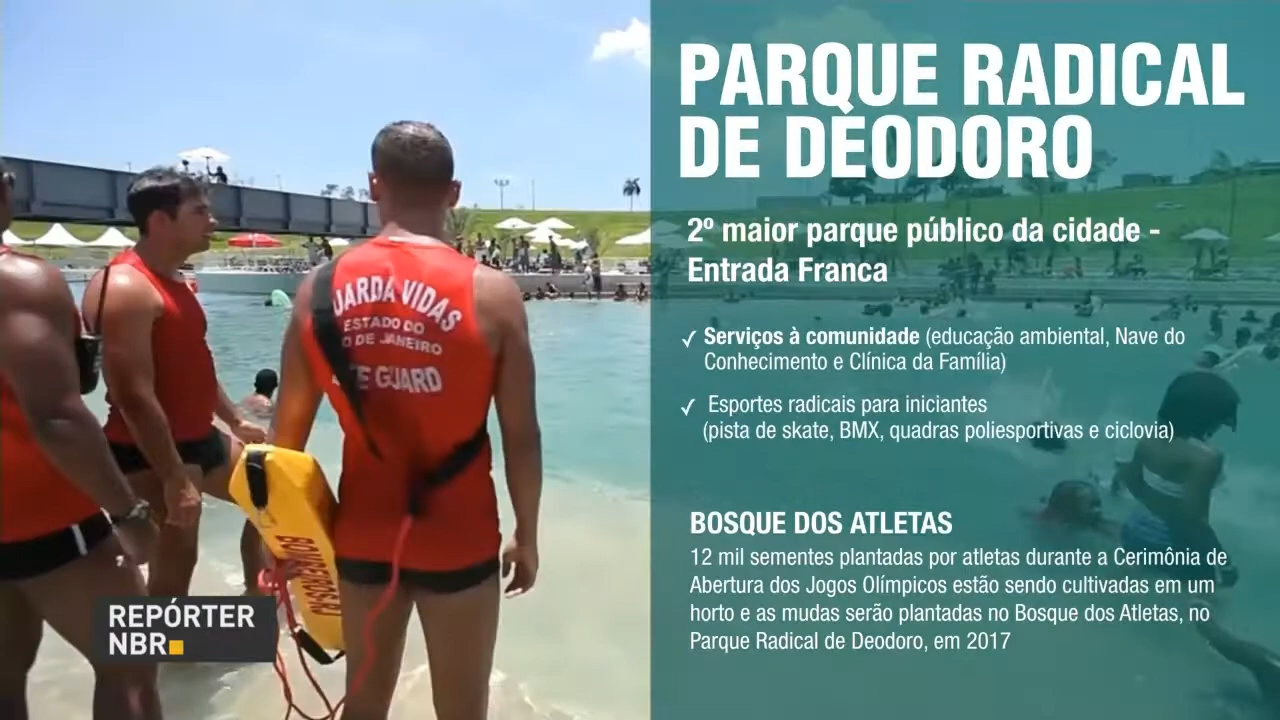 PARQUE RADICAL
DE DEODORO
2º maior parque público da cidade -
Entrada Franca
✓ Serviços à comunidade (educação ambiental, Nave do
Conhecimento e Clínica da Família)
✓ Esportes radicais para iniciantes
(pista de skate, BMX, quadras poliesportivas e ciclovia)
BOSQUE DOS ATLETAS
12 mil sementes plantadas por atletas durante a Cerimônia de
Abertura dos Jogos Olímpicos estão sendo cultivadas em um
horto e as mudas serão plantadas no Bosque dos Atletas, no
Parque Radical de Deodoro, em 2017
UARDA VIDAS
ESTADO DO
O DE JANEIRO
GUARD
BOMBEIROS RJ
REPÓRTER
NBR